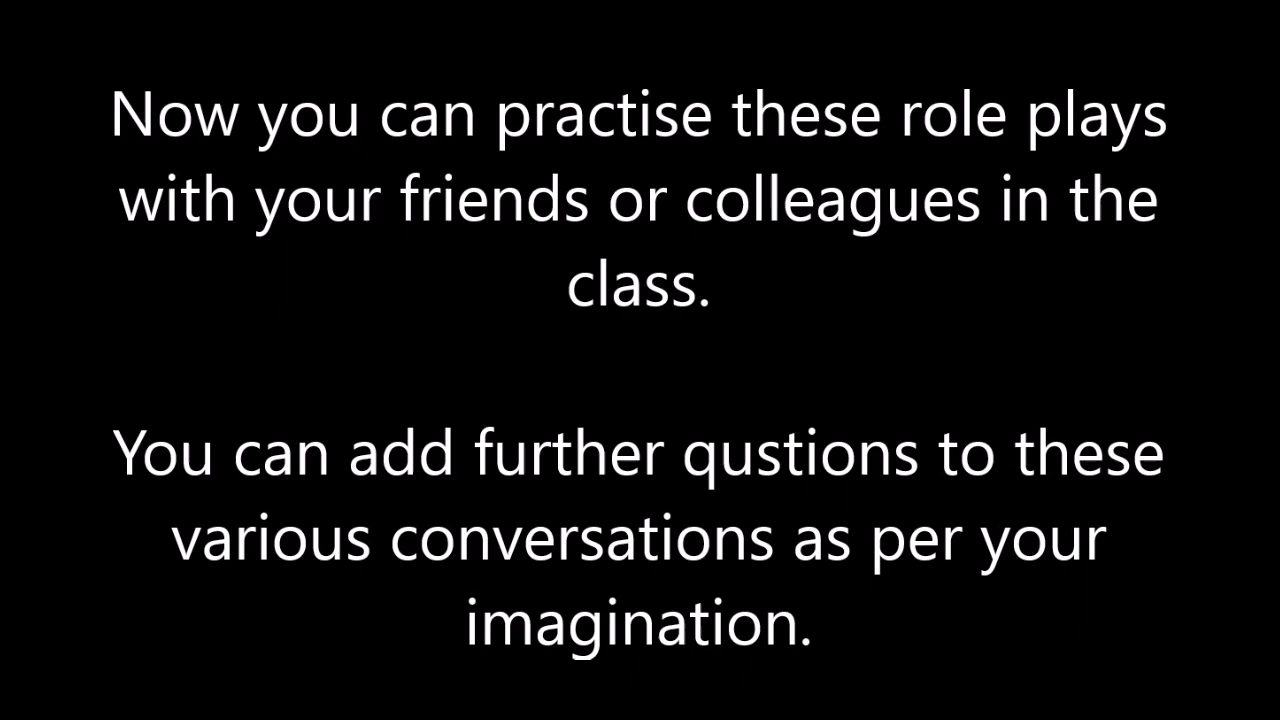 Now you can practise these role plays
with your friends or colleagues in the
class.
You can add further qustions to these
various conversations as per your
imagination.